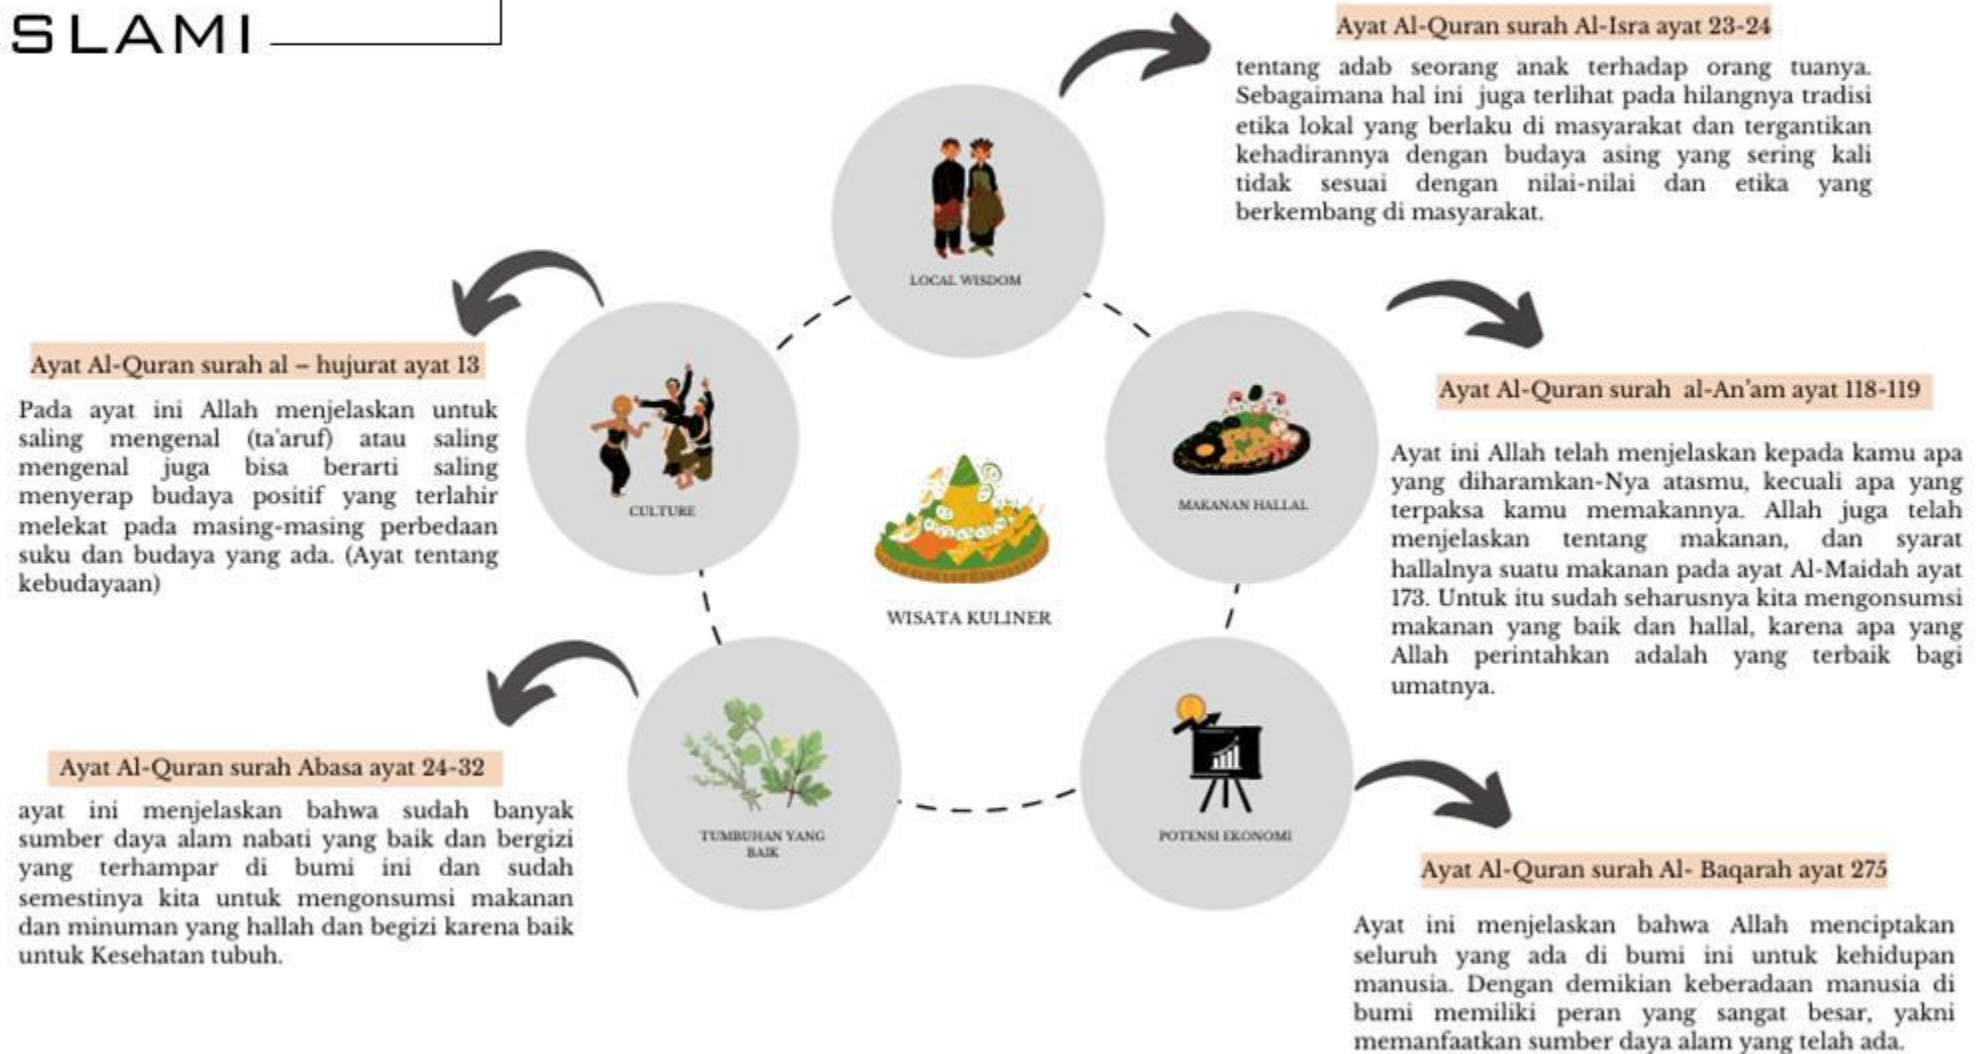 SLAMI
Ayat Al-Quran surah Al-Isra ayat 23-24
tentang adab seorang anak terhadap orang tuanya.
Sebagaimana hal ini juga terlihat pada hilangnya tradisi
etika lokal yang berlaku di masyarakat dan tergantikan
kehadirannya dengan budaya asing yang sering kali
tidak sesuai dengan nilai-nilai dan etika yang
berkembang di masyarakat.
LOCAL WISDOM
Ayat Al-Quran surah al – hujurat ayat 13
Pada ayat ini Allah menjelaskan untuk
saling mengenal (ta'aruf) atau saling
mengenal juga bisa berarti saling
menyerap budaya positif yang terlahir
melekat pada masing-masing perbedaan
suku dan budaya yang ada. (Ayat tentang
kebudayaan)
CULTURE
WISATA KULINER
MAKANAN HALLAL
Ayat Al-Quran surah al-An'am ayat 118-119
Ayat ini Allah telah menjelaskan kepada kamu apa
yang diharamkan-Nya atasmu, kecuali apa yang
terpaksa kamu memakannya. Allah juga telah
menjelaskan tentang makanan, dan syarat
hallalnya suatu makanan pada ayat Al-Maidah ayat
173. Untuk itu sudah seharusnya kita mengonsumsi
makanan yang baik dan hallal, karena apa yang
Allah perintahkan adalah yang terbaik bagi
umatnya.
Ayat Al-Quran surah Abasa ayat 24-32
ayat ini menjelaskan bahwa sudah banyak
sumber daya alam nabati yang baik dan bergizi
yang terhampar di bumi ini dan sudah
semestinya kita untuk mengonsumsi makanan
dan minuman yang hallah dan begizi karena baik
untuk Kesehatan tubuh.
TUMBUHAN YANG
BAIK
POTENSI EKONOMI
Ayat Al-Quran surah Al- Baqarah ayat 275
Ayat ini menjelaskan bahwa Allah menciptakan
seluruh yang ada di bumi ini untuk kehidupan
manusia. Dengan demikian keberadaan manusia di
bumi memiliki peran yang sangat besar, yakni
memanfaatkan sumber daya alam yang telah ada.